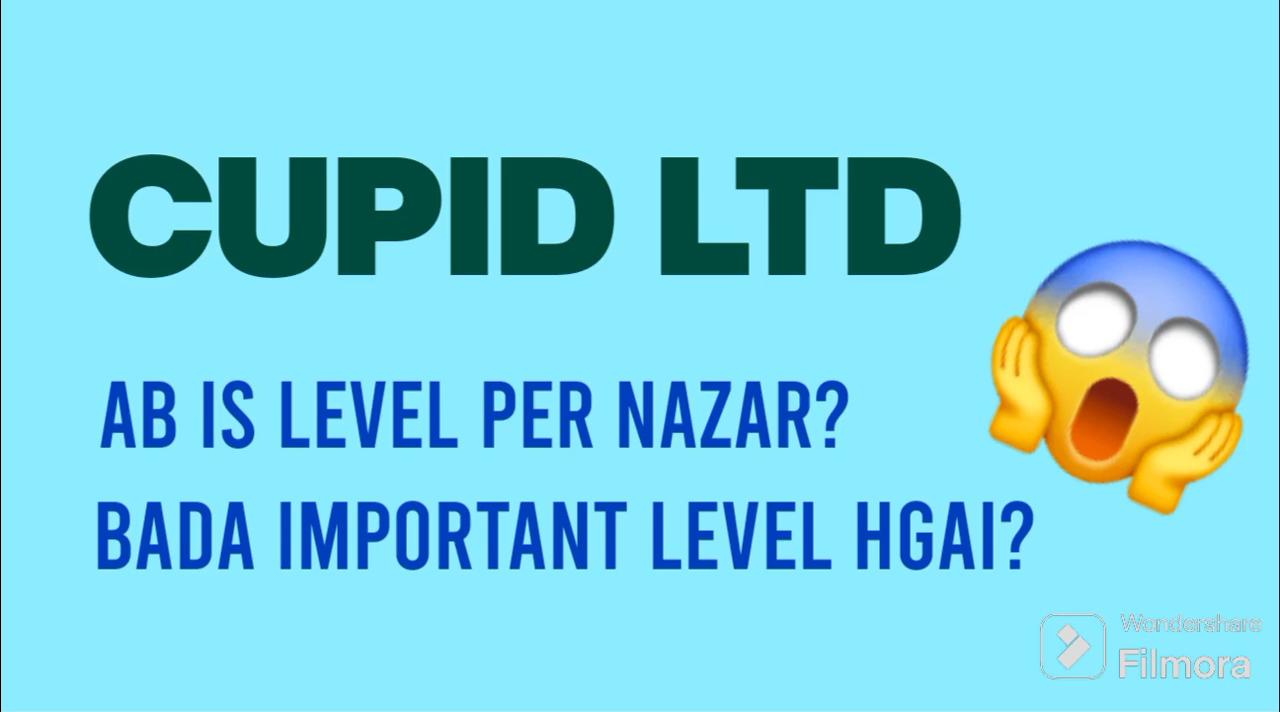 CUPID LTD
AB IS LEVEL PER NAZAR?
BADA IMPORTANT LEVEL HGAI?
Wondershare
Filmora